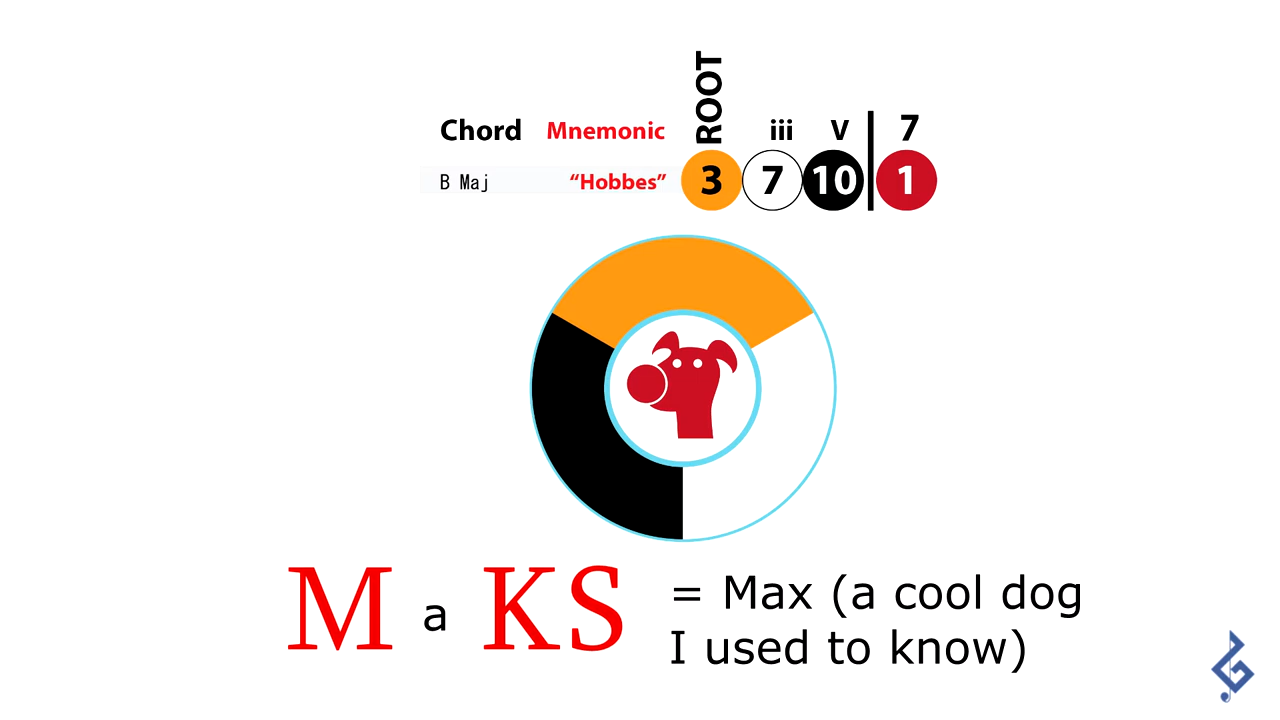 ROOT
Chord Mnemonic iii V 7
B Maj “Hobbes” 3 7 10 1
M a KS = Max (a cool dog
I used to know)